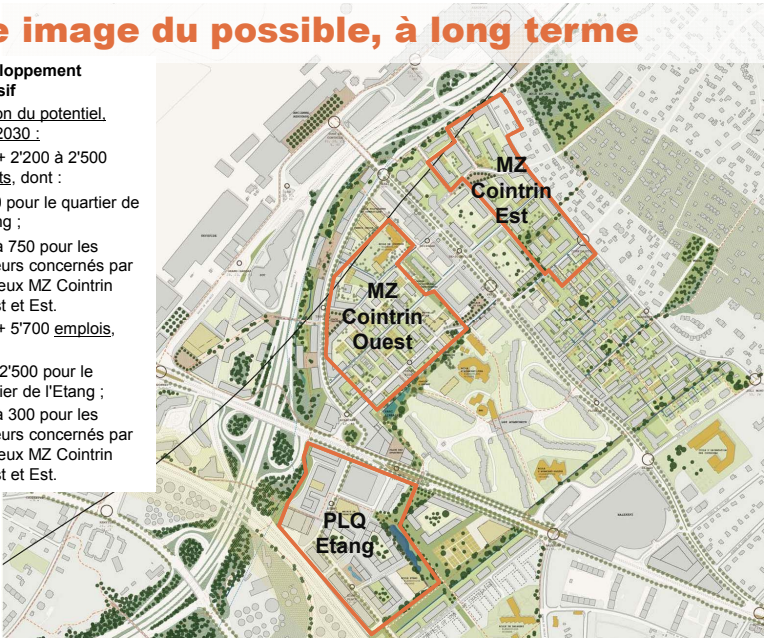 e image du possible, à long terme
loppement
sif
on du potentiel,
2030 :
+ 2'200 à 2'500
ts, dont :
0 pour le quartier de
ng ;
à 750 pour les
eurs concernés par
eux MZ Cointrin
st et Est.
+ 5'700 emplois,
2'500 pour le
ier de l'Etang ;
à 300 pour les
eurs concernés par
eux MZ Cointrin
st et Est.
MZ
Cointrin
Est
MZ
Cointrin
Ouest
PLQ
Etang